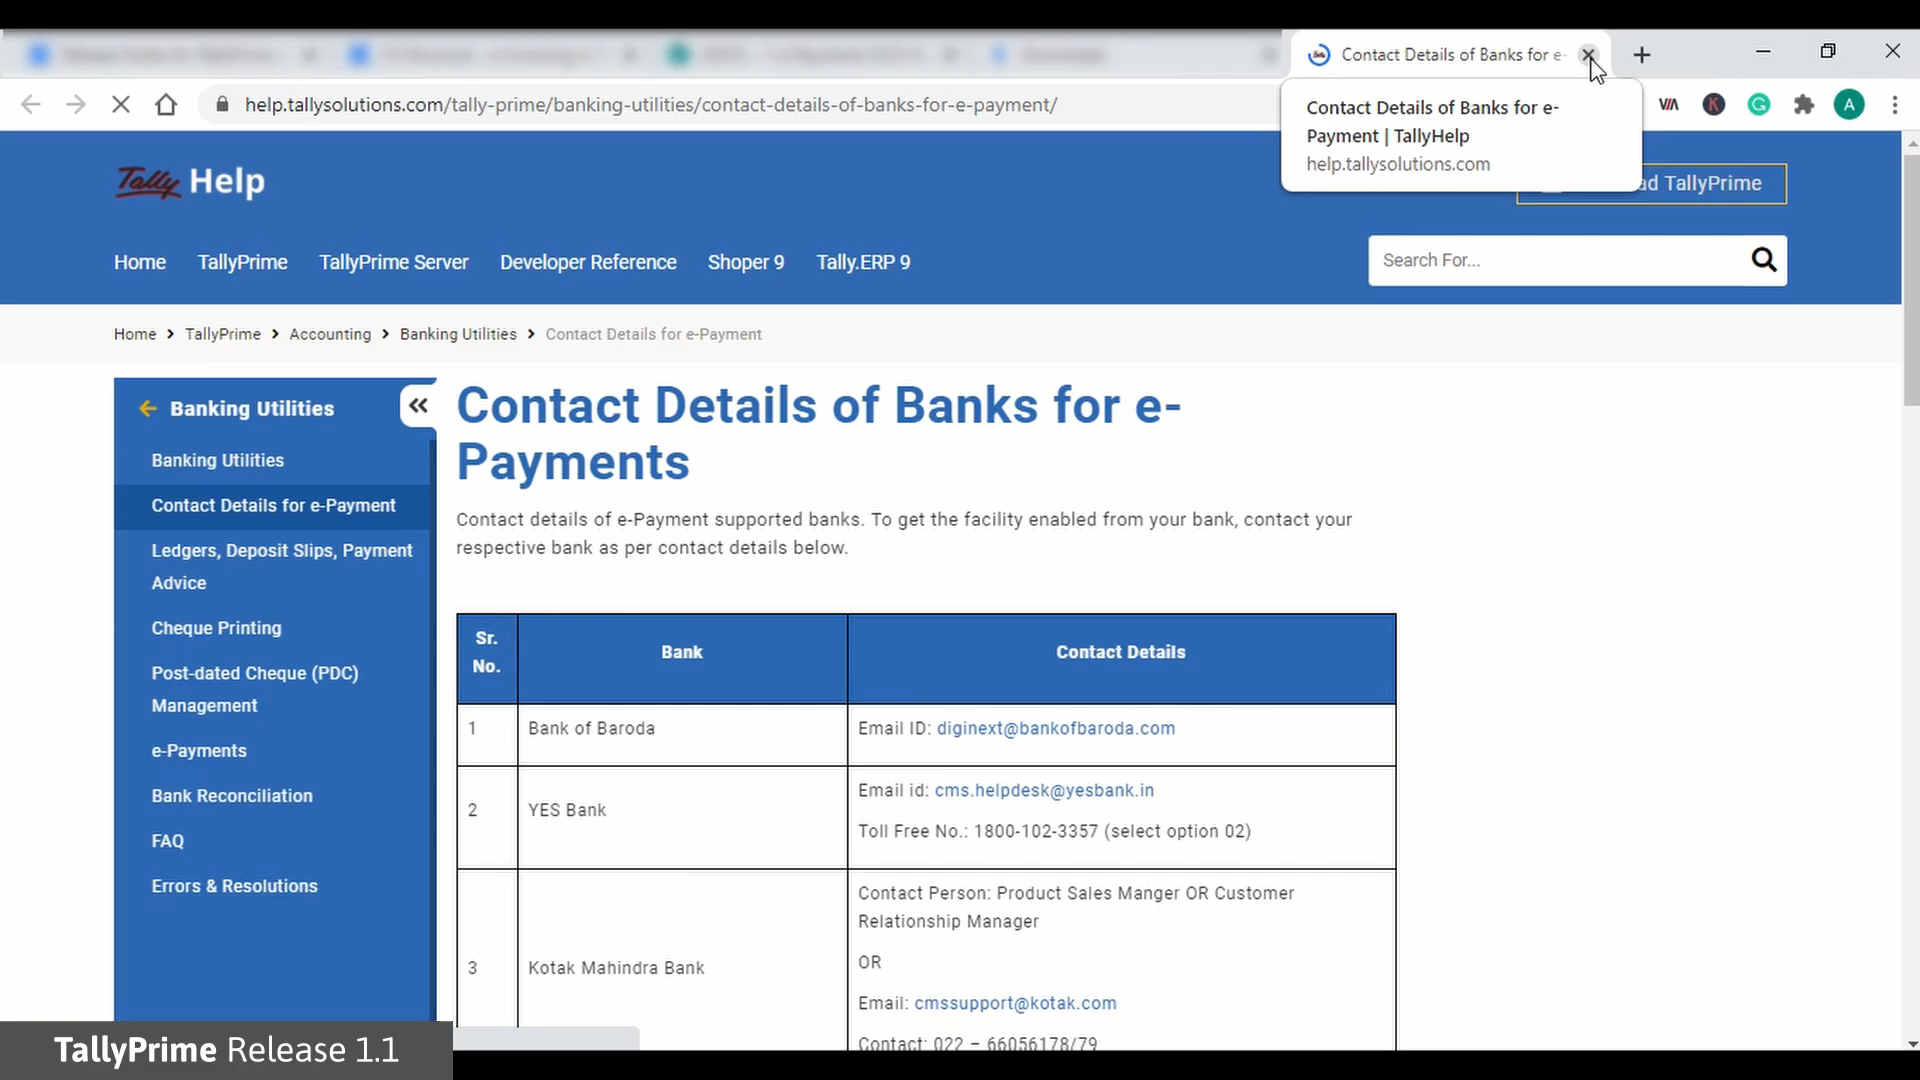 Contact Details of Banks for e-
help.tallysolutions.com/tally-prime/banking-utilities/contact-details-of-banks-for-e-payment/
Contact Details of Banks for e-
Payment | TallyHelp
help.tallysolutions.com
VIA
K
G
A
Tally Help
TallyPrime
Home
TallyPrime
TallyPrime Server
Developer Reference
Shoper 9
Tally.ERP 9
Search For...
Home > TallyPrime > Accounting > Banking Utilities > Contact Details for e-Payment
Banking Utilities
Banking Utilities
Contact Details for e-Payment
Ledgers, Deposit Slips, Payment
Advice
Cheque Printing
Post-dated Cheque (PDC)
Management
e-Payments
Bank Reconciliation
FAQ
Errors & Resolutions
Contact Details of Banks for e-
Payments
Contact details of e-Payment supported banks. To get the facility enabled from your bank, contact your
respective bank as per contact details below.
Sr.
No.
Bank
Contact Details
1
Bank of Baroda
Email ID: diginext@bankofbaroda.com
2
YES Bank
Email id: cms.helpdesk@yesbank.in
Toll Free No.: 1800-102-3357 (select option 02)
3
Kotak Mahindra Bank
Contact Person: Product Sales Manger OR Customer
Relationship Manager
OR
Email: cmssupport@kotak.com
Contact: 022 – 66056178/79
TallyPrime Release 1.1